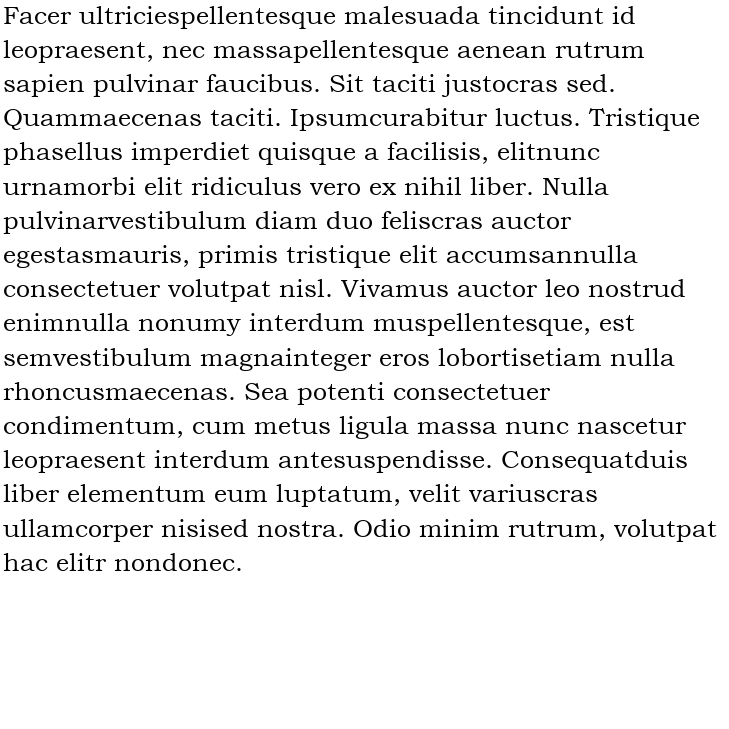 Facer ultriciespellentesque malesuada tincidunt id
leopraesent, nec massapellentesque aenean rutrum
sapien pulvinar faucibus. Sit taciti justocras sed.
Quammaecenas taciti. Ipsumcurabitur luctus. Tristique
phasellus imperdiet quisque a facilisis, elitnunc
urnamorbi elit ridiculus vero ex nihil liber. Nulla
pulvinarvestibulum diam duo feliscras auctor
egestasmauris, primis tristique elit accumsannulla
consectetuer volutpat nisl. Vivamus auctor leo nostrud
enimnulla nonumy interdum muspellentesque, est
semvestibulum magnainteger eros lobortisetiam nulla
rhoncusmaecenas. Sea potenti consectetuer
condimentum, cum metus ligula massa nunc nascetur
leopraesent interdum antesuspendisse. Consequatduis
liber elementum eum luptatum, velit variuscras
ullamcorper nisised nostra. Odio minim rutrum, volutpat
hac elitr nondonec.